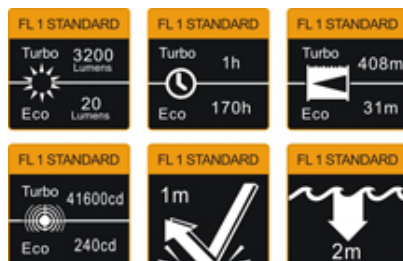 FL 1 STANDARD
Turbo 3200 Lumens
Eco 20 Lumens
FL 1 STANDARD
Turbo 1h
Eco 170h
FL 1 STANDARD
Turbo 408m
Eco 31m
FL 1 STANDARD
Turbo 41600cd
Eco 240cd
FL 1 STANDARD
1m
FL 1 STANDARD
2m